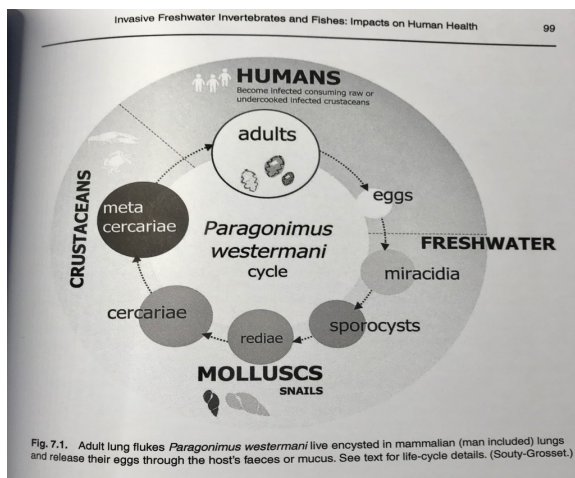 Invasive Freshwater Invertebrates and Fishes: Impacts on Human Health
99
HUMANS
Become infected consuming raw or
undercooked infected crustaceans
adults
eggs
FRESHWATER
miracidia
sporocysts
rediae
MOLLUSCS
SNAILS
cercariae
meta
cercariae
CRUSTACEANS
Paragonimus
westermani
cycle
Fig. 7.1. Adult lung flukes Paragonimus westermani live encysted in mammalian (man included) lungs
and release their eggs through the host's faeces or mucus. See text for life-cycle details. (Souty-Grosset.)